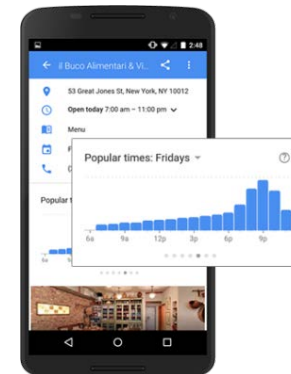 2:48
il Buco Alimentari & Vi...
53 Great Jones St, New York, NY 10012
Open today 7:00 am – 11:00 pm
Menu
Popular times: Fridays
6a 9a 12p 3p 6p 9p
6a